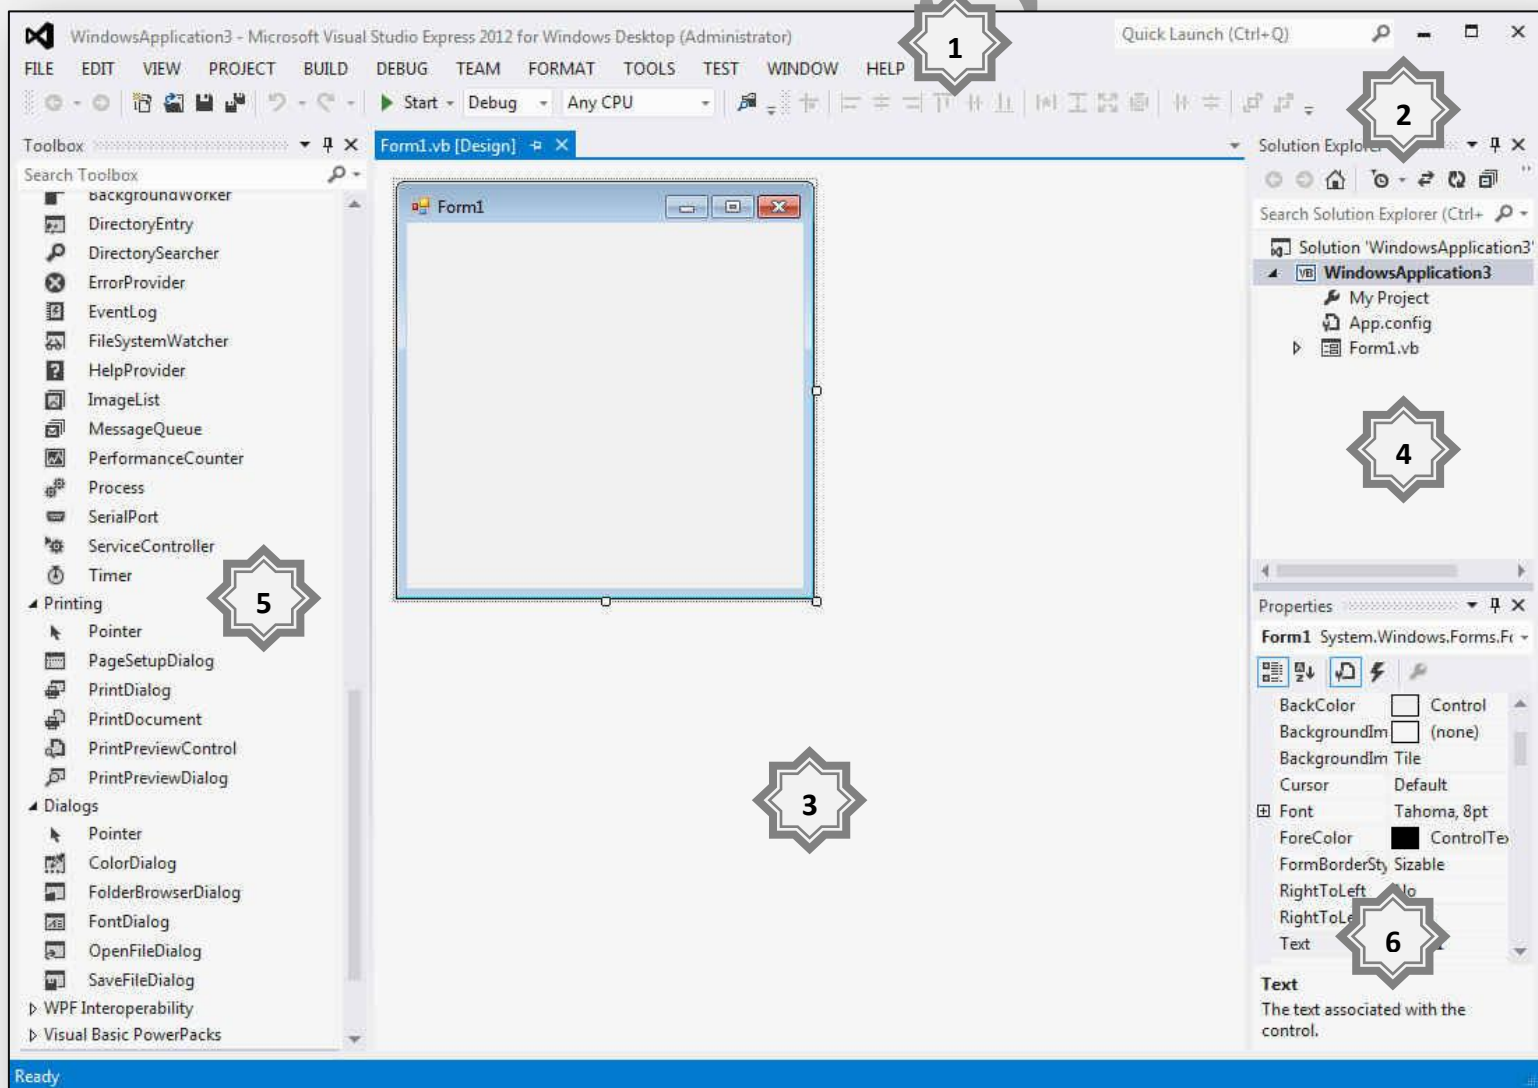 WindowsApplication3 - Microsoft Visual Studio Express 2012 for Windows Desktop (Administrator)
Quick Launch (Ctrl+Q)
1
FILE EDIT VIEW PROJECT BUILD DEBUG TEAM FORMAT TOOLS TEST WINDOW HELP
Start Debug Any CPU
2
Toolbox
Search Toolbox
BackgroundWorker
DirectoryEntry
DirectorySearcher
ErrorProvider
EventLog
FileSystemWatcher
HelpProvider
ImageList
MessageQueue
PerformanceCounter
Process
SerialPort
ServiceController
Timer
Printing
Pointer
PageSetupDialog
PrintDialog
PrintDocument
PrintPreviewControl
PrintPreviewDialog
Dialogs
Pointer
ColorDialog
FolderBrowserDialog
FontDialog
OpenFileDialog
SaveFileDialog
WPF Interoperability
Visual Basic PowerPacks
5
Form1.vb [Design]
Form1
3
Solution Explorer
Search Solution Explorer (Ctrl+
Solution 'WindowsApplication3'
VB WindowsApplication3
My Project
App.config
Form1.vb
4
Properties
Form1 System.Windows.Forms.Fo
BackColor Control
BackgroundIm (none)
BackgroundIm Tile
Cursor Default
Font Tahoma, 8pt
ForeColor ControlTex
FormBorderSty Sizable
RightToLeft No
RightToLe
Text
6
Text
The text associated with the
control.
Ready